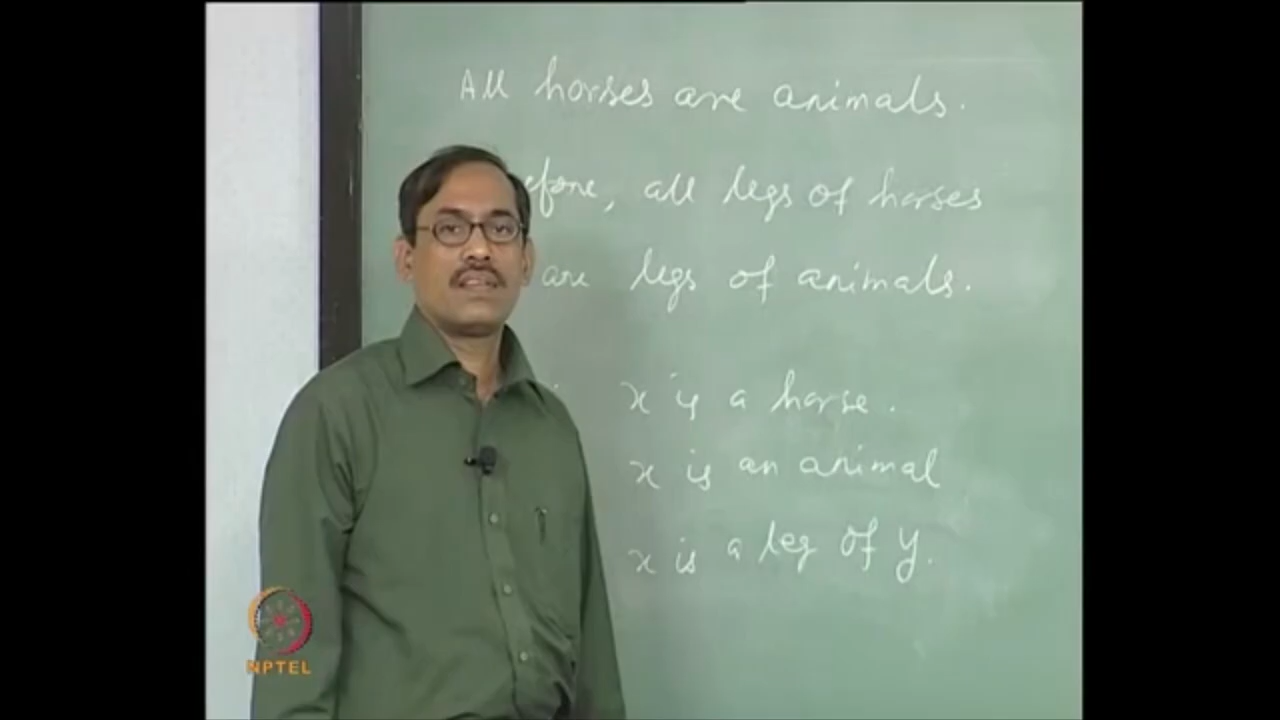 All horses are animals.
efore, all legs of horses
are legs of animals.
x is a horse.
x is an animal
x is a leg of y.
NPTEL